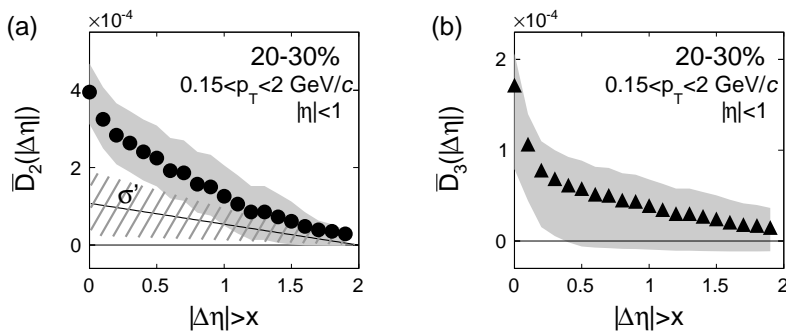 (a)
×10⁻⁴
20-30%
0.15<p_T<2 GeV/c
|η|<1
σ'
D̅₂(|Δη|)
4
2
0
0 0.5 1 1.5 2
|Δη|>x
(b)
×10⁻⁴
20-30%
0.15<p_T<2 GeV/c
|η|<1
D̅₃(|Δη|)
2
1
0
0 0.5 1 1.5 2
|Δη|>x